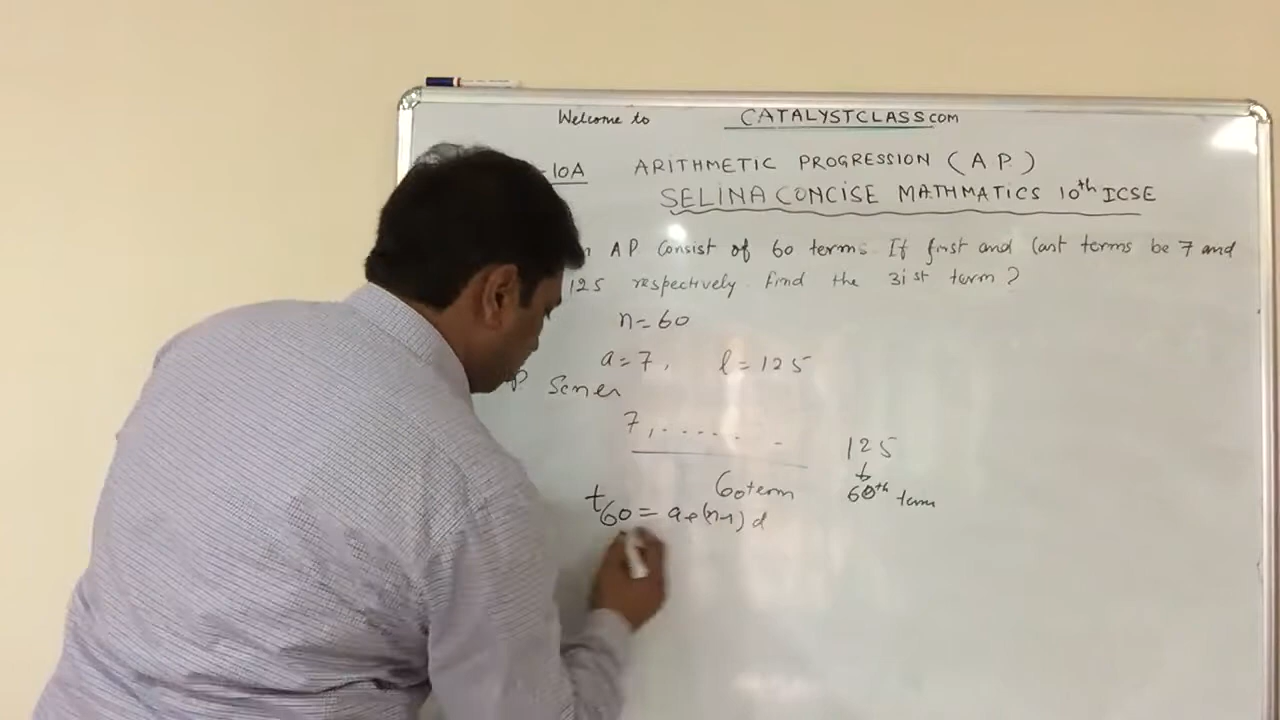 Welcome to CATALYSTCLASS.COM
-10A ARITHMETIC PROGRESSION (A P.)
SELINA CONCISE MATHMATICS 10th ICSE
n AP Consist of 60 terms. If first and last terms be 7 and
125 respectively. find the 31st term ?
n = 60
a = 7, l = 125
P Series
7, ...... - 125
60 term 60th term
t60 = a + (n-1) d